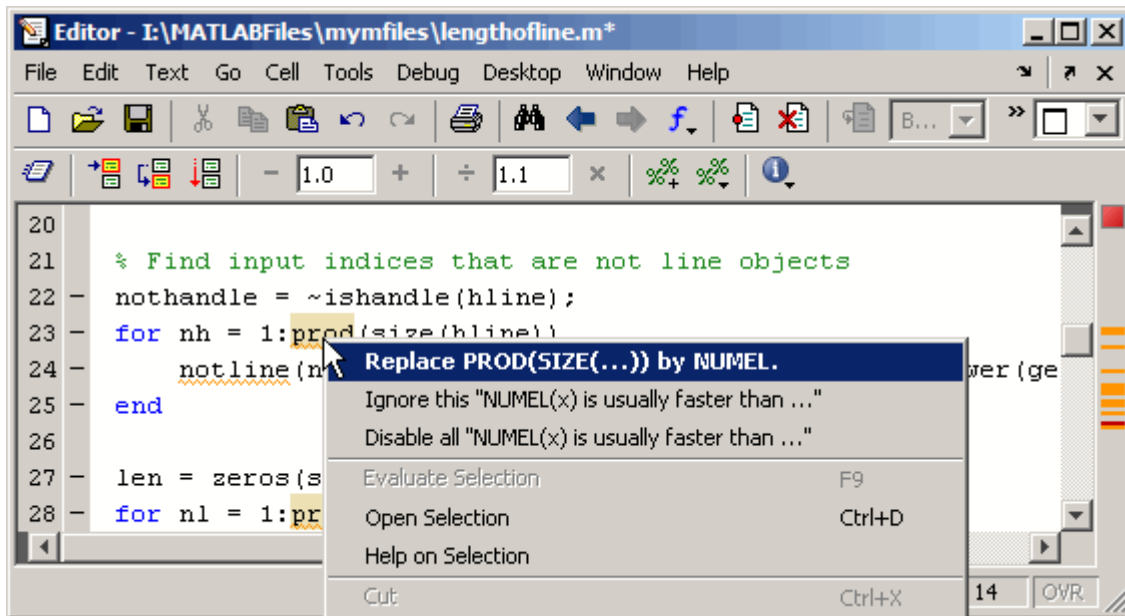 Editor - I:\MATLABFiles\mymfiles\lengthofline.m*
File Edit Text Go Cell Tools Debug Desktop Window Help
B...
1.0 1.1
20
21 % Find input indices that are not line objects
22 - nothandle = ~ishandle(hline);
23 - for nh = 1:prod(size(hline))
24 - notline(n wer(ge
25 - end
26
27 - len = zeros(s
28 - for nl = 1:pr
Replace PROD(SIZE(...)) by NUMEL.
Ignore this "NUMEL(x) is usually faster than ..."
Disable all "NUMEL(x) is usually faster than ..."
Evaluate Selection F9
Open Selection Ctrl+D
Help on Selection
Cut Ctrl+X
14 OVR